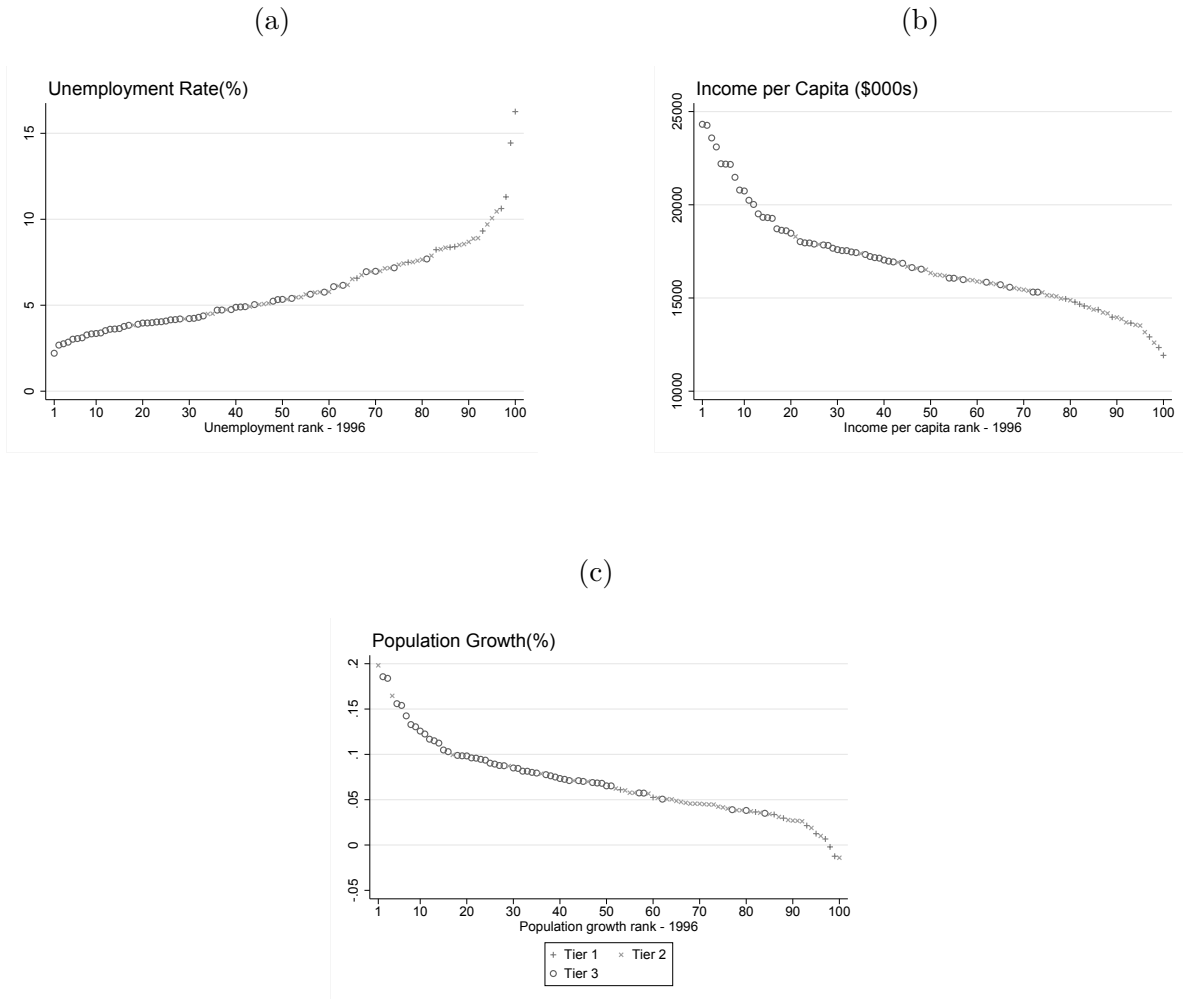 (a)
Unemployment Rate(%)
15
10
5
0
1 10 20 30 40 50 60 70 80 90 100
Unemployment rank - 1996
(b)
Income per Capita ($000s)
25000
20000
15000
10000
1 10 20 30 40 50 60 70 80 90 100
Income per capita rank - 1996
(c)
Population Growth(%)
.2
.15
.1
.05
0
-.05
1 10 20 30 40 50 60 70 80 90 100
Population growth rank - 1996
Tier 1 Tier 2
Tier 3